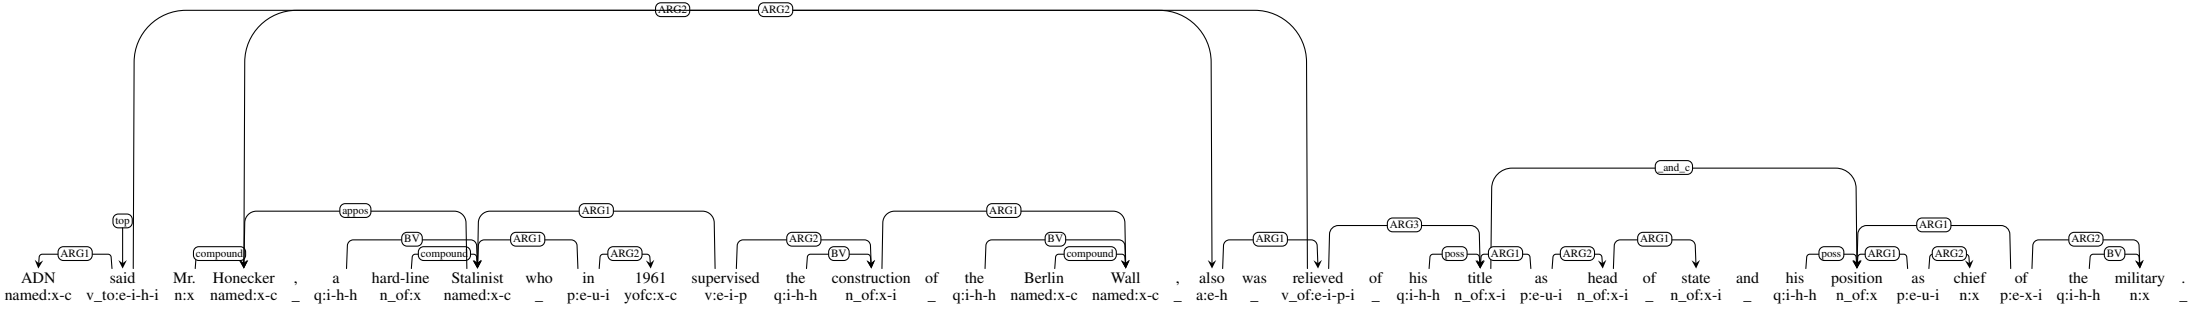 ARG2 ARG2
_and_c
top appos ARG1 ARG1 ARG3 ARG1
BV ARG1 ARG2 BV ARG1 ARG1 ARG2
ARG1 compound compound ARG2 BV compound poss ARG1 ARG2 poss ARG1 ARG2 BV
ADN said Mr. Honecker , a hard-line Stalinist who in 1961 supervised the construction of the Berlin Wall , also was relieved of his title as head of state and his position as chief of the military .
named:x-c v_to:e-i-h-i n:x named:x-c _ q:i-h-h n_of:x named:x-c _ p:e-u-i yofc:x-c v:e-i-p q:i-h-h n_of:x-i _ q:i-h-h named:x-c named:x-c _ a:e-h _ v_of:e-i-p-i _ q:i-h-h n_of:x-i p:e-u-i n_of:x-i _ n_of:x-i _ q:i-h-h n_of:x p:e-u-i n:x p:e-x-i q:i-h-h n:x _